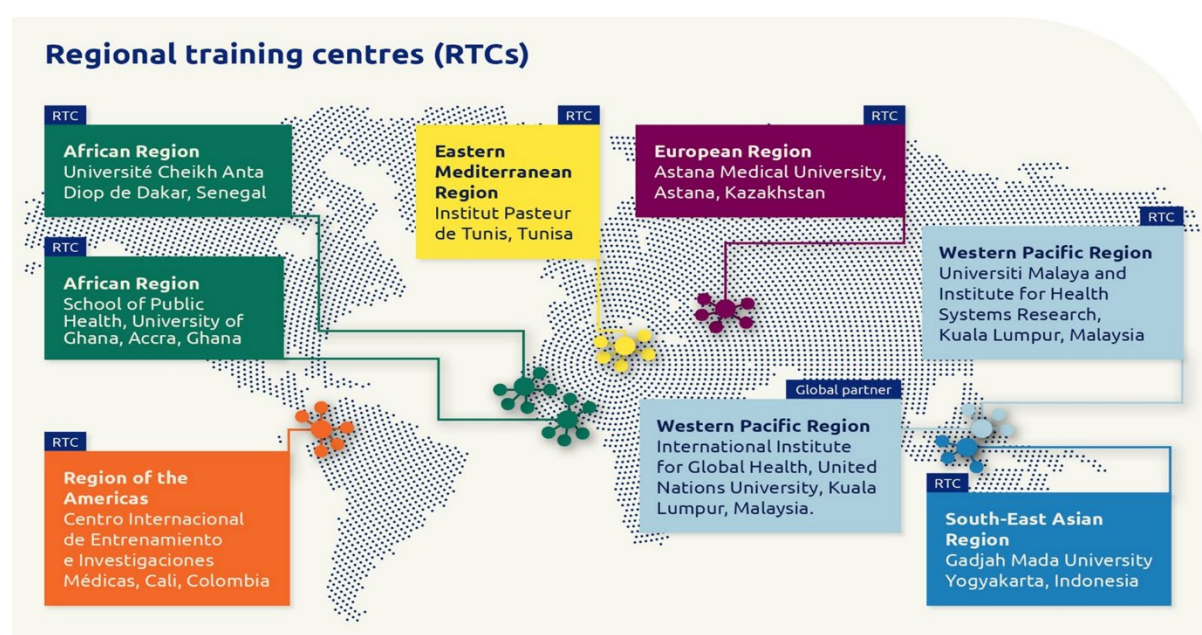 Regional training centres (RTCs)
RTC
African Region
Université Cheikh Anta
Diop de Dakar, Senegal
RTC
Eastern
Mediterranean
Region
Institut Pasteur
de Tunis, Tunisa
RTC
European Region
Astana Medical University,
Astana, Kazakhstan
RTC
Western Pacific Region
Universiti Malaya and
Institute for Health
Systems Research,
Kuala Lumpur, Malaysia
RTC
African Region
School of Public
Health, University of
Ghana, Accra, Ghana
Global partner
Western Pacific Region
International Institute
for Global Health, United
Nations University, Kuala
Lumpur, Malaysia.
RTC
Region of the
Americas
Centro Internacional
de Entrenamiento
e Investigaciones
Médicas, Cali, Colombia
RTC
South-East Asian
Region
Gadjah Mada University
Yogyakarta, Indonesia